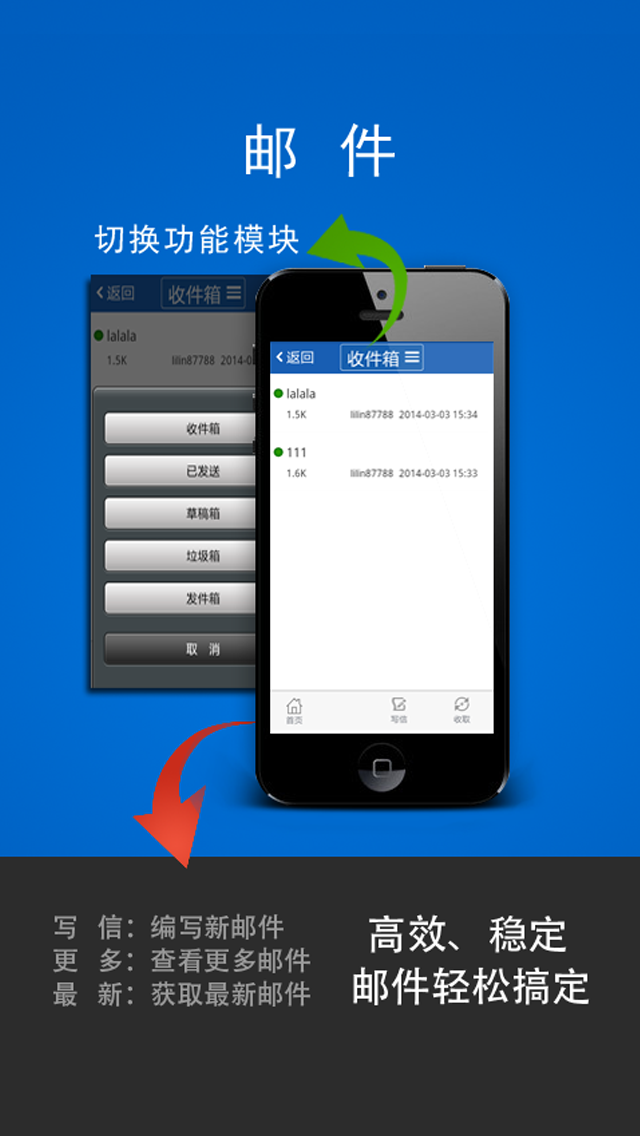 邮 件
切换功能模块
返回 收件箱
lalala
1.5K lilin87788 2014-0
收件箱
已发送
草稿箱
垃圾箱
发件箱
取 消
返回 收件箱
lalala
1.5K lilin87788 2014-03-03 15:34
111
1.6K lilin87788 2014-03-03 15:33
首页 写信 收取
写 信：编写新邮件
更 多：查看更多邮件
最 新：获取最新邮件
高效、稳定
邮件轻松搞定